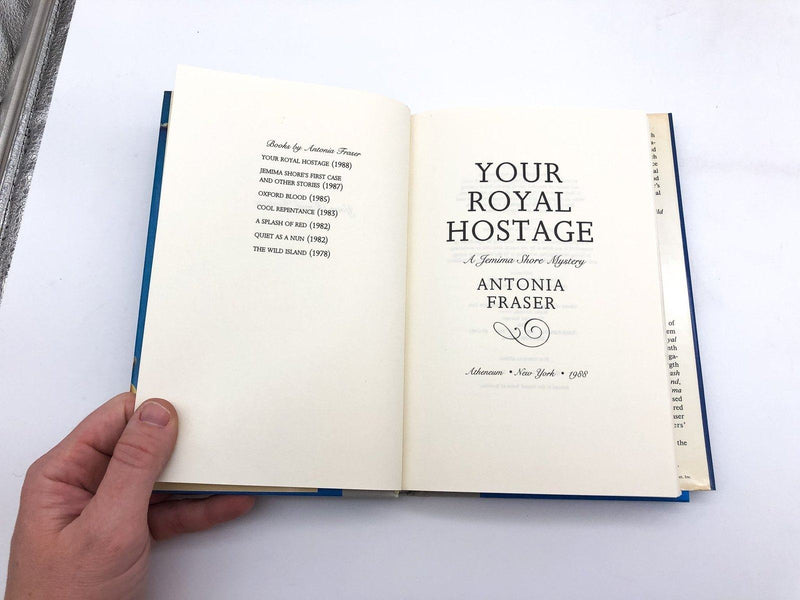 Books by Antonia Fraser
YOUR ROYAL HOSTAGE (1988)
JEMIMA SHORE'S FIRST CASE
AND OTHER STORIES (1987)
OXFORD BLOOD (1985)
COOL REPENTANCE (1983)
A SPLASH OF RED (1982)
QUIET AS A NUN (1982)
THE WILD ISLAND (1978)
YOUR
ROYAL
HOSTAGE
A Jemima Shore Mystery
ANTONIA
FRASER
Atheneum • New York • 1988
of
the